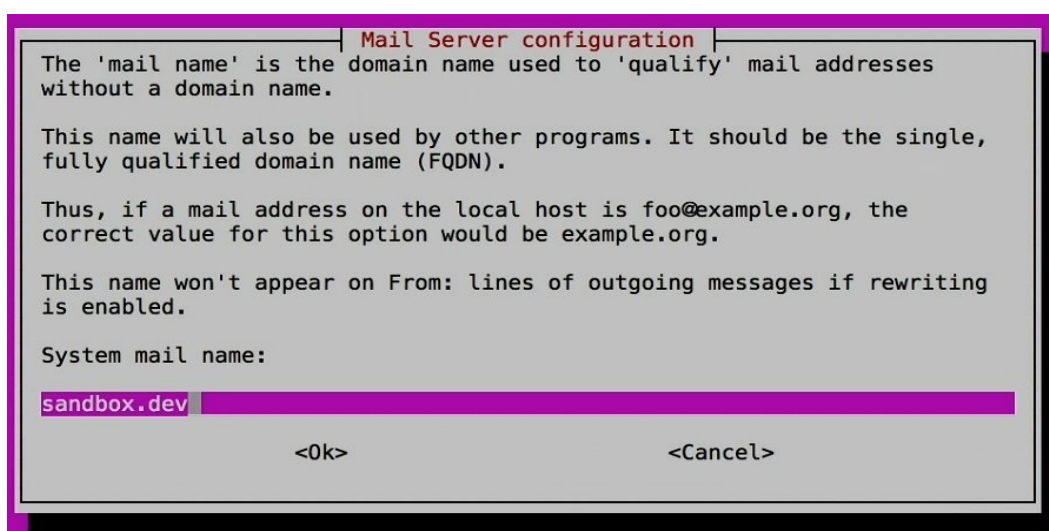 Mail Server configuration
The 'mail name' is the domain name used to 'qualify' mail addresses
without a domain name.
This name will also be used by other programs. It should be the single,
fully qualified domain name (FQDN).
Thus, if a mail address on the local host is foo@example.org, the
correct value for this option would be example.org.
This name won't appear on From: lines of outgoing messages if rewriting
is enabled.
System mail name:
sandbox.dev
<Ok> <Cancel>